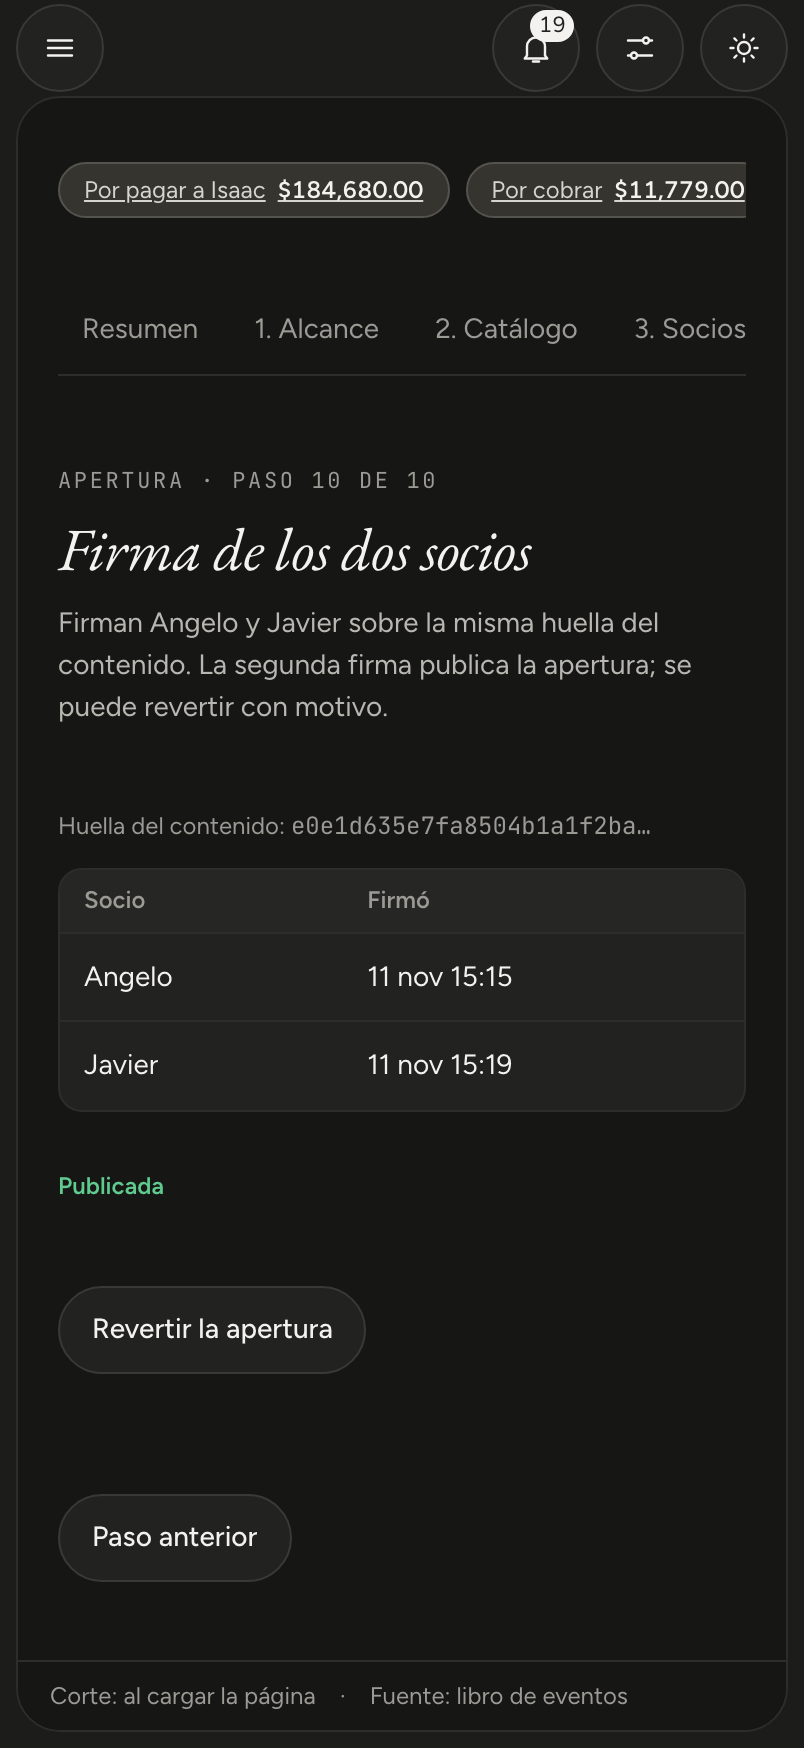 19
Por pagar a Isaac $184,680.00 Por cobrar $11,779.00
Resumen 1. Alcance 2. Catálogo 3. Socios
APERTURA · PASO 10 DE 10
Firma de los dos socios
Firman Angelo y Javier sobre la misma huella del
contenido. La segunda firma publica la apertura; se
puede revertir con motivo.
Huella del contenido: e0e1d635e7fa8504b1a1f2ba…
Socio Firmó
Angelo 11 nov 15:15
Javier 11 nov 15:19
Publicada
Revertir la apertura
Paso anterior
Corte: al cargar la página · Fuente: libro de eventos